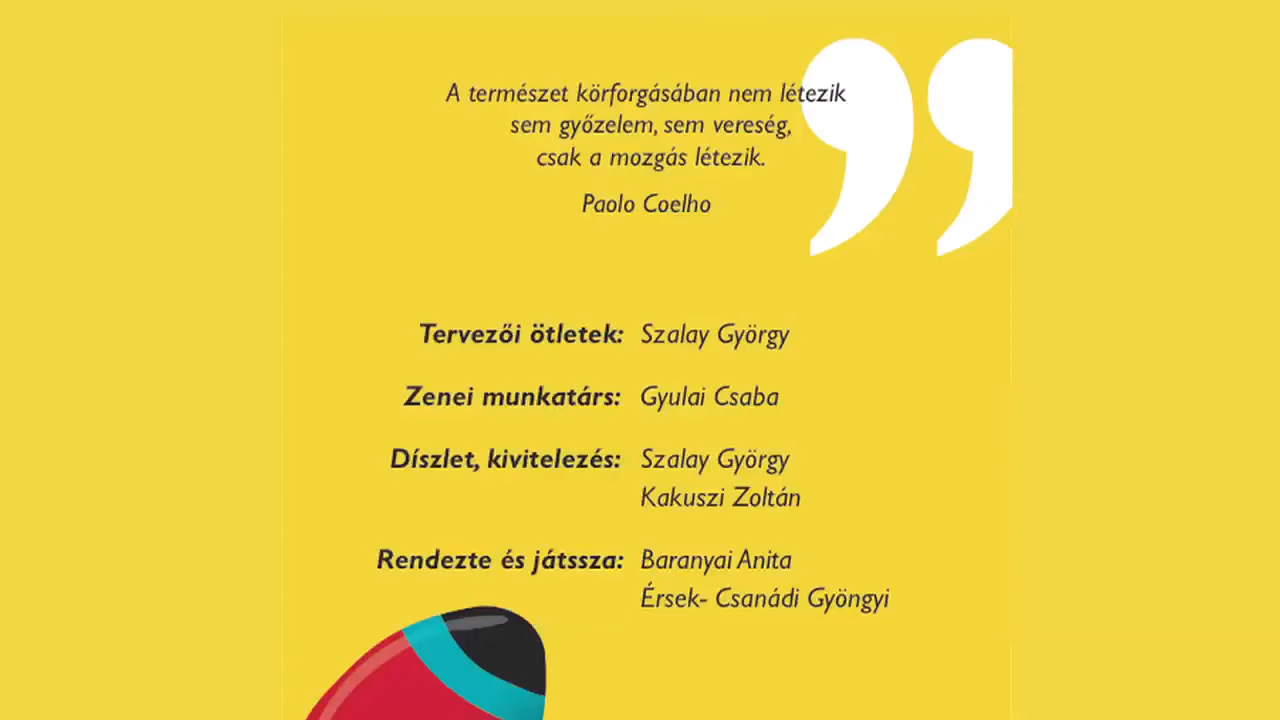 A természet körforgásában nem létezik
sem győzelem, sem vereség,
csak a mozgás létezik.
Paolo Coelho
Tervezői ötletek: Szalay György
Zenei munkatárs: Gyulai Csaba
Díszlet, kivitelezés: Szalay György
Kakuszi Zoltán
Rendezte és játssza: Baranyai Anita
Érsek- Csanádi Gyöngyi